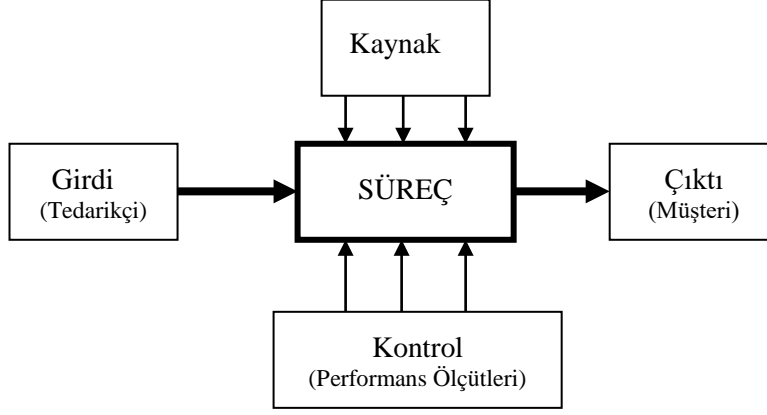 Kaynak
Girdi
(Tedarikçi)
SÜREÇ
Çıktı
(Müşteri)
Kontrol
(Performans Ölçütleri)